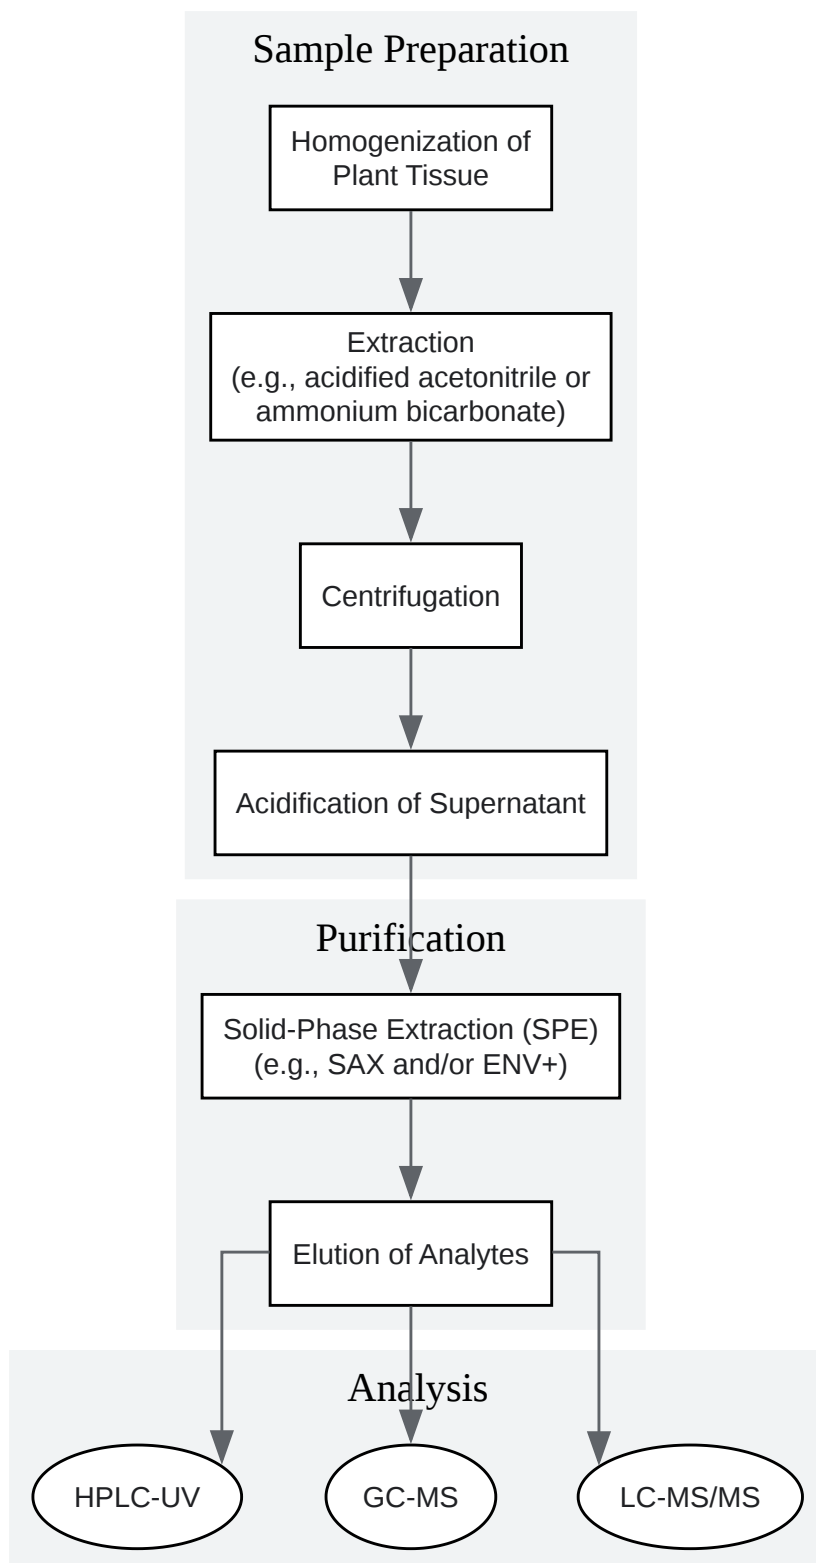 Sample Preparation
Homogenization of
Plant Tissue
Extraction
(e.g., acidified acetonitrile or
ammonium bicarbonate)
Centrifugation
Acidification of Supernatant
Purification
Solid-Phase Extraction (SPE)
(e.g., SAX and/or ENV+)
Elution of Analytes
Analysis
HPLC-UV
GC-MS
LC-MS/MS